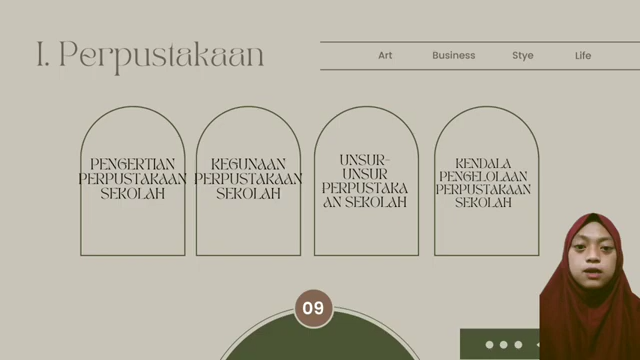 I. Perpustakaan
Art Business Stye Life
PENGERTIAN
PERPUSTAKAAN
SEKOLAH
KEGUNAAN
PERPUSTAKAAN
SEKOLAH
UNSUR-
UNSUR
PERPUSTAKA
AN SEKOLAH
KENDALA
PENGELOLAAN
PERPUSTAKAAN
SEKOLAH
09